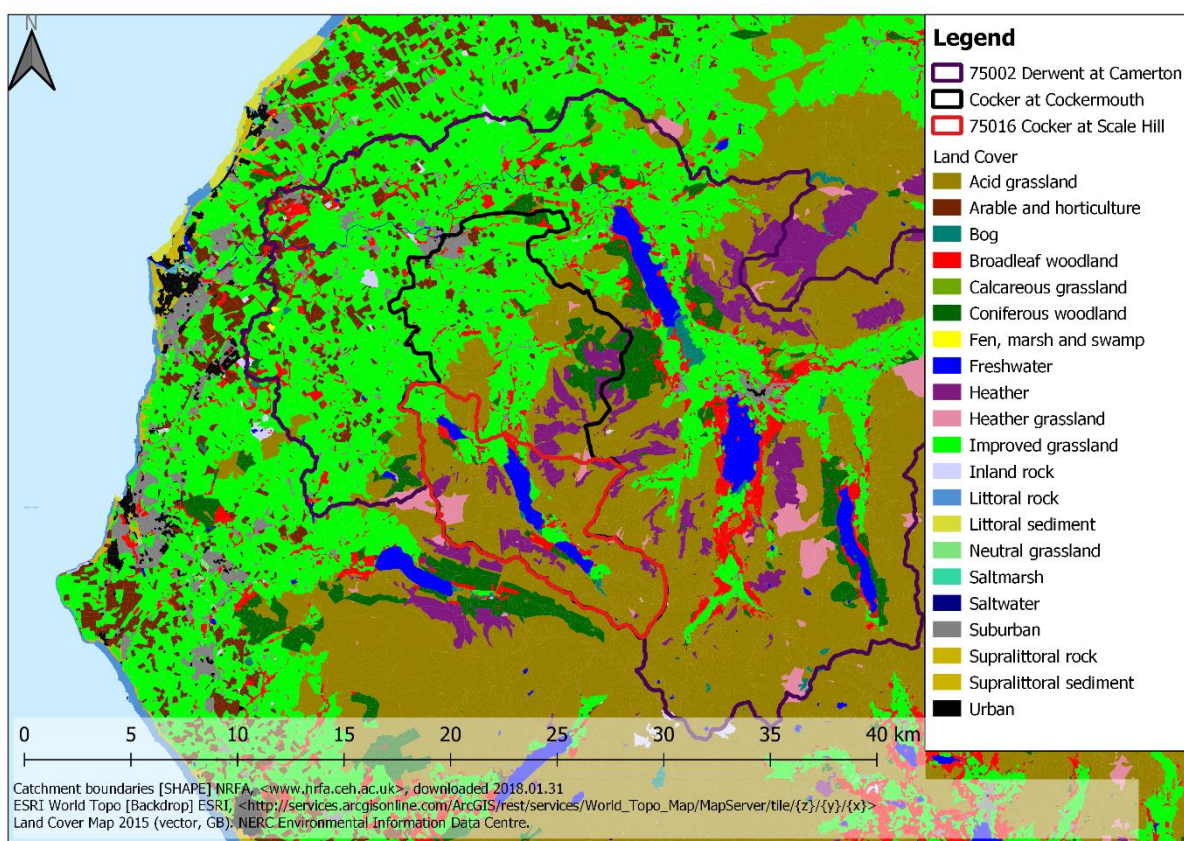 N
Legend
75002 Derwent at Camerton
Cocker at Cockermouth
75016 Cocker at Scale Hill
Land Cover
Acid grassland
Arable and horticulture
Bog
Broadleaf woodland
Calcareous grassland
Coniferous woodland
Fen, marsh and swamp
Freshwater
Heather
Heather grassland
Improved grassland
Inland rock
Littoral rock
Littoral sediment
Neutral grassland
Saltmarsh
Saltwater
Suburban
Supralittoral rock
Supralittoral sediment
Urban
0 5 10 15 20 25 30 35 40 km
Catchment boundaries [SHAPE] NRFA, <www.nrfa.ceh.ac.uk>, downloaded 2018.01.31
ESRI World Topo [Backdrop] ESRI, <http://services.arcgisonline.com/ArcGIS/rest/services/World_Topo_Map/MapServer/tile/{z}/{y}/{x}>
Land Cover Map 2015 (vector, GB). NERC Environmental Information Data Centre.